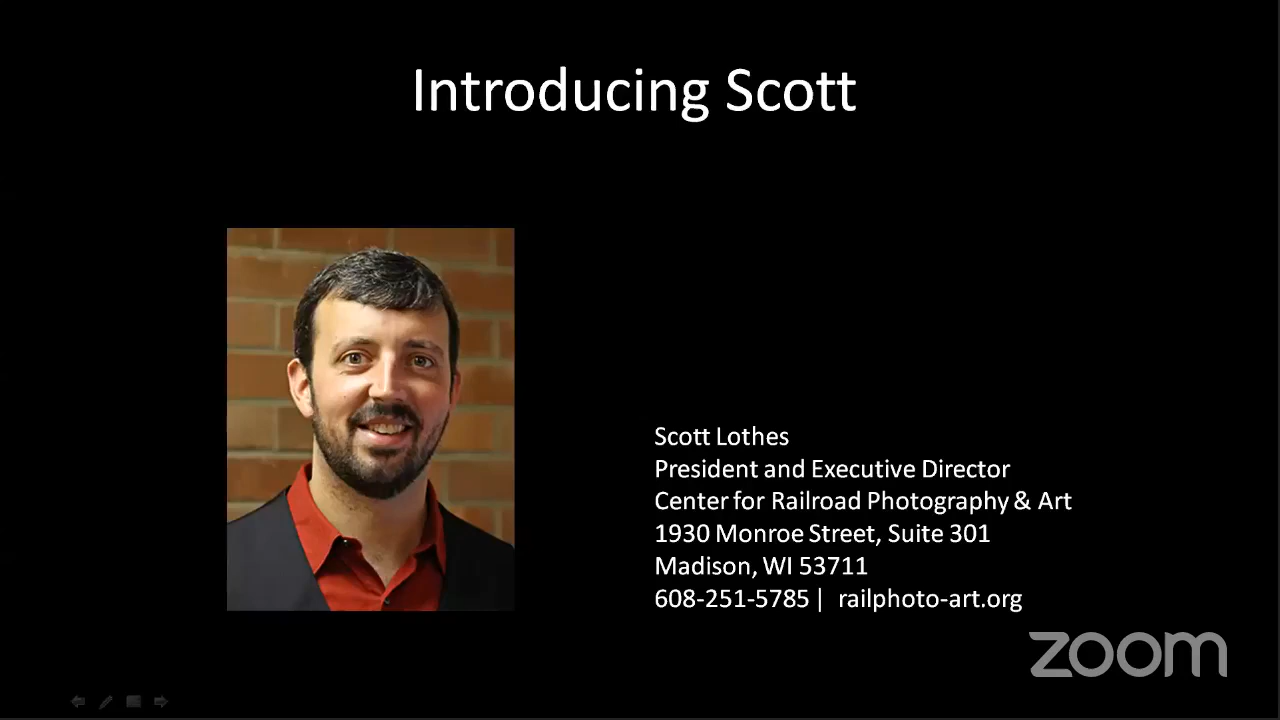 Introducing Scott
Scott Lothes
President and Executive Director
Center for Railroad Photography & Art
1930 Monroe Street, Suite 301
Madison, WI 53711
608-251-5785 | railphoto-art.org
zoom